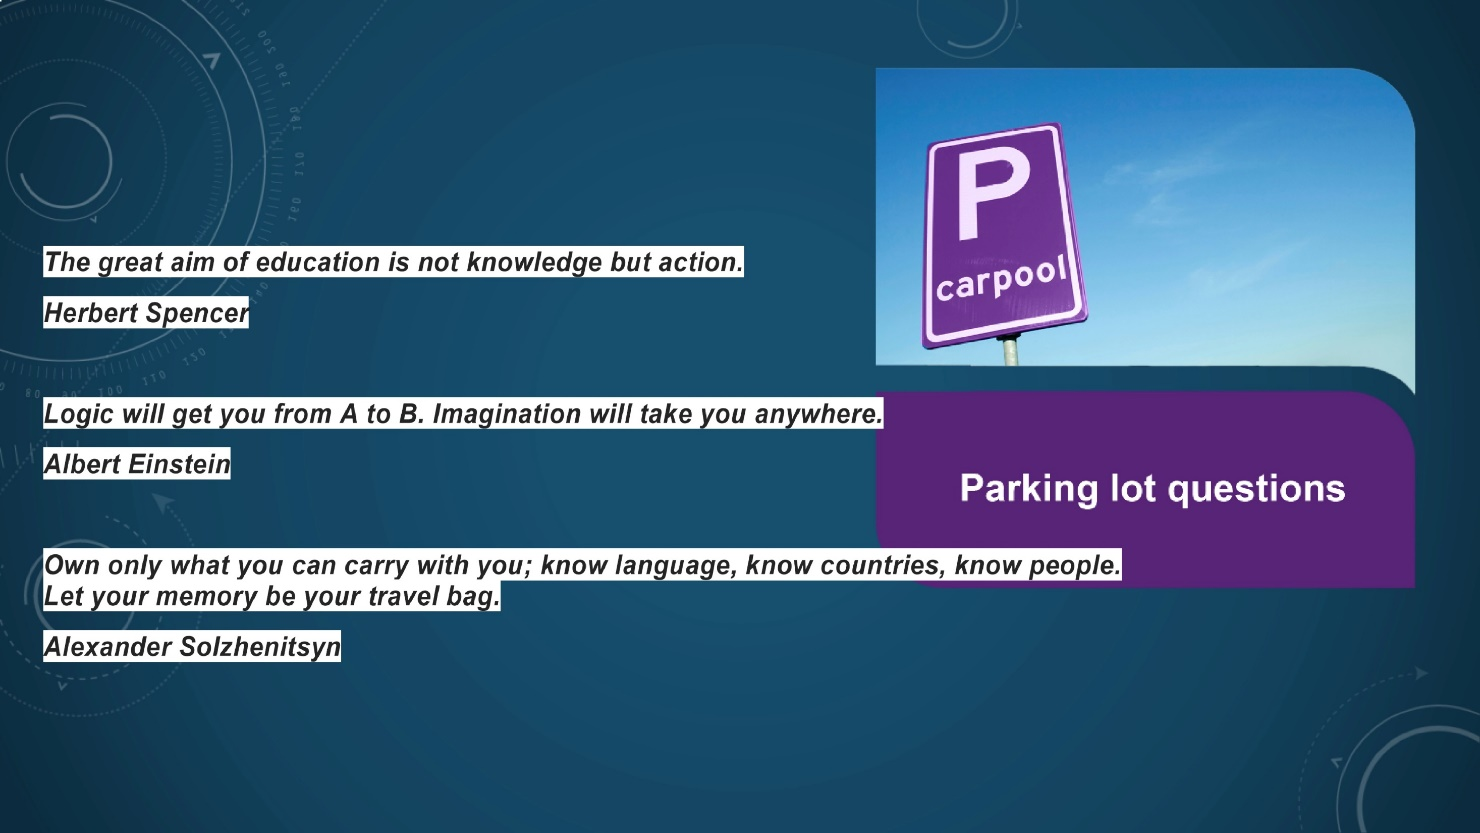 The great aim of education is not knowledge but action.
Herbert Spencer
Logic will get you from A to B. Imagination will take you anywhere.
Albert Einstein
Own only what you can carry with you; know language, know countries, know people.
Let your memory be your travel bag.
Alexander Solzhenitsyn
P
carpool
Parking lot questions